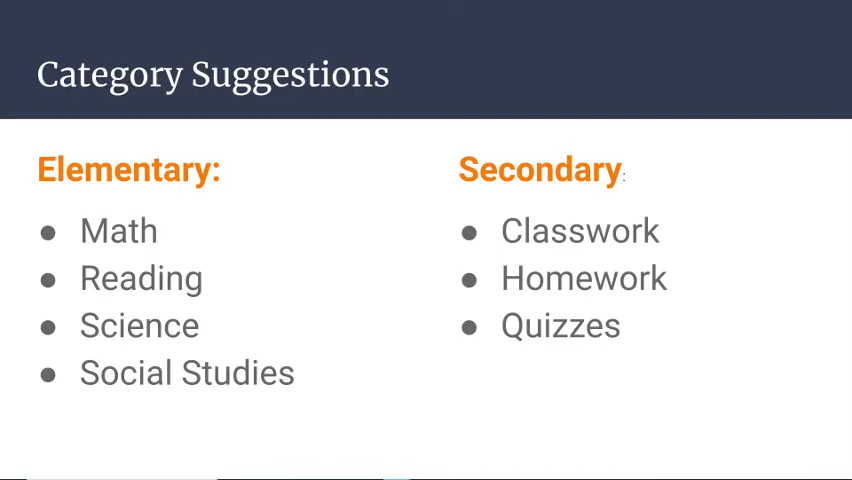 Category Suggestions
Elementary:
● Math
● Reading
● Science
● Social Studies
Secondary:
● Classwork
● Homework
● Quizzes